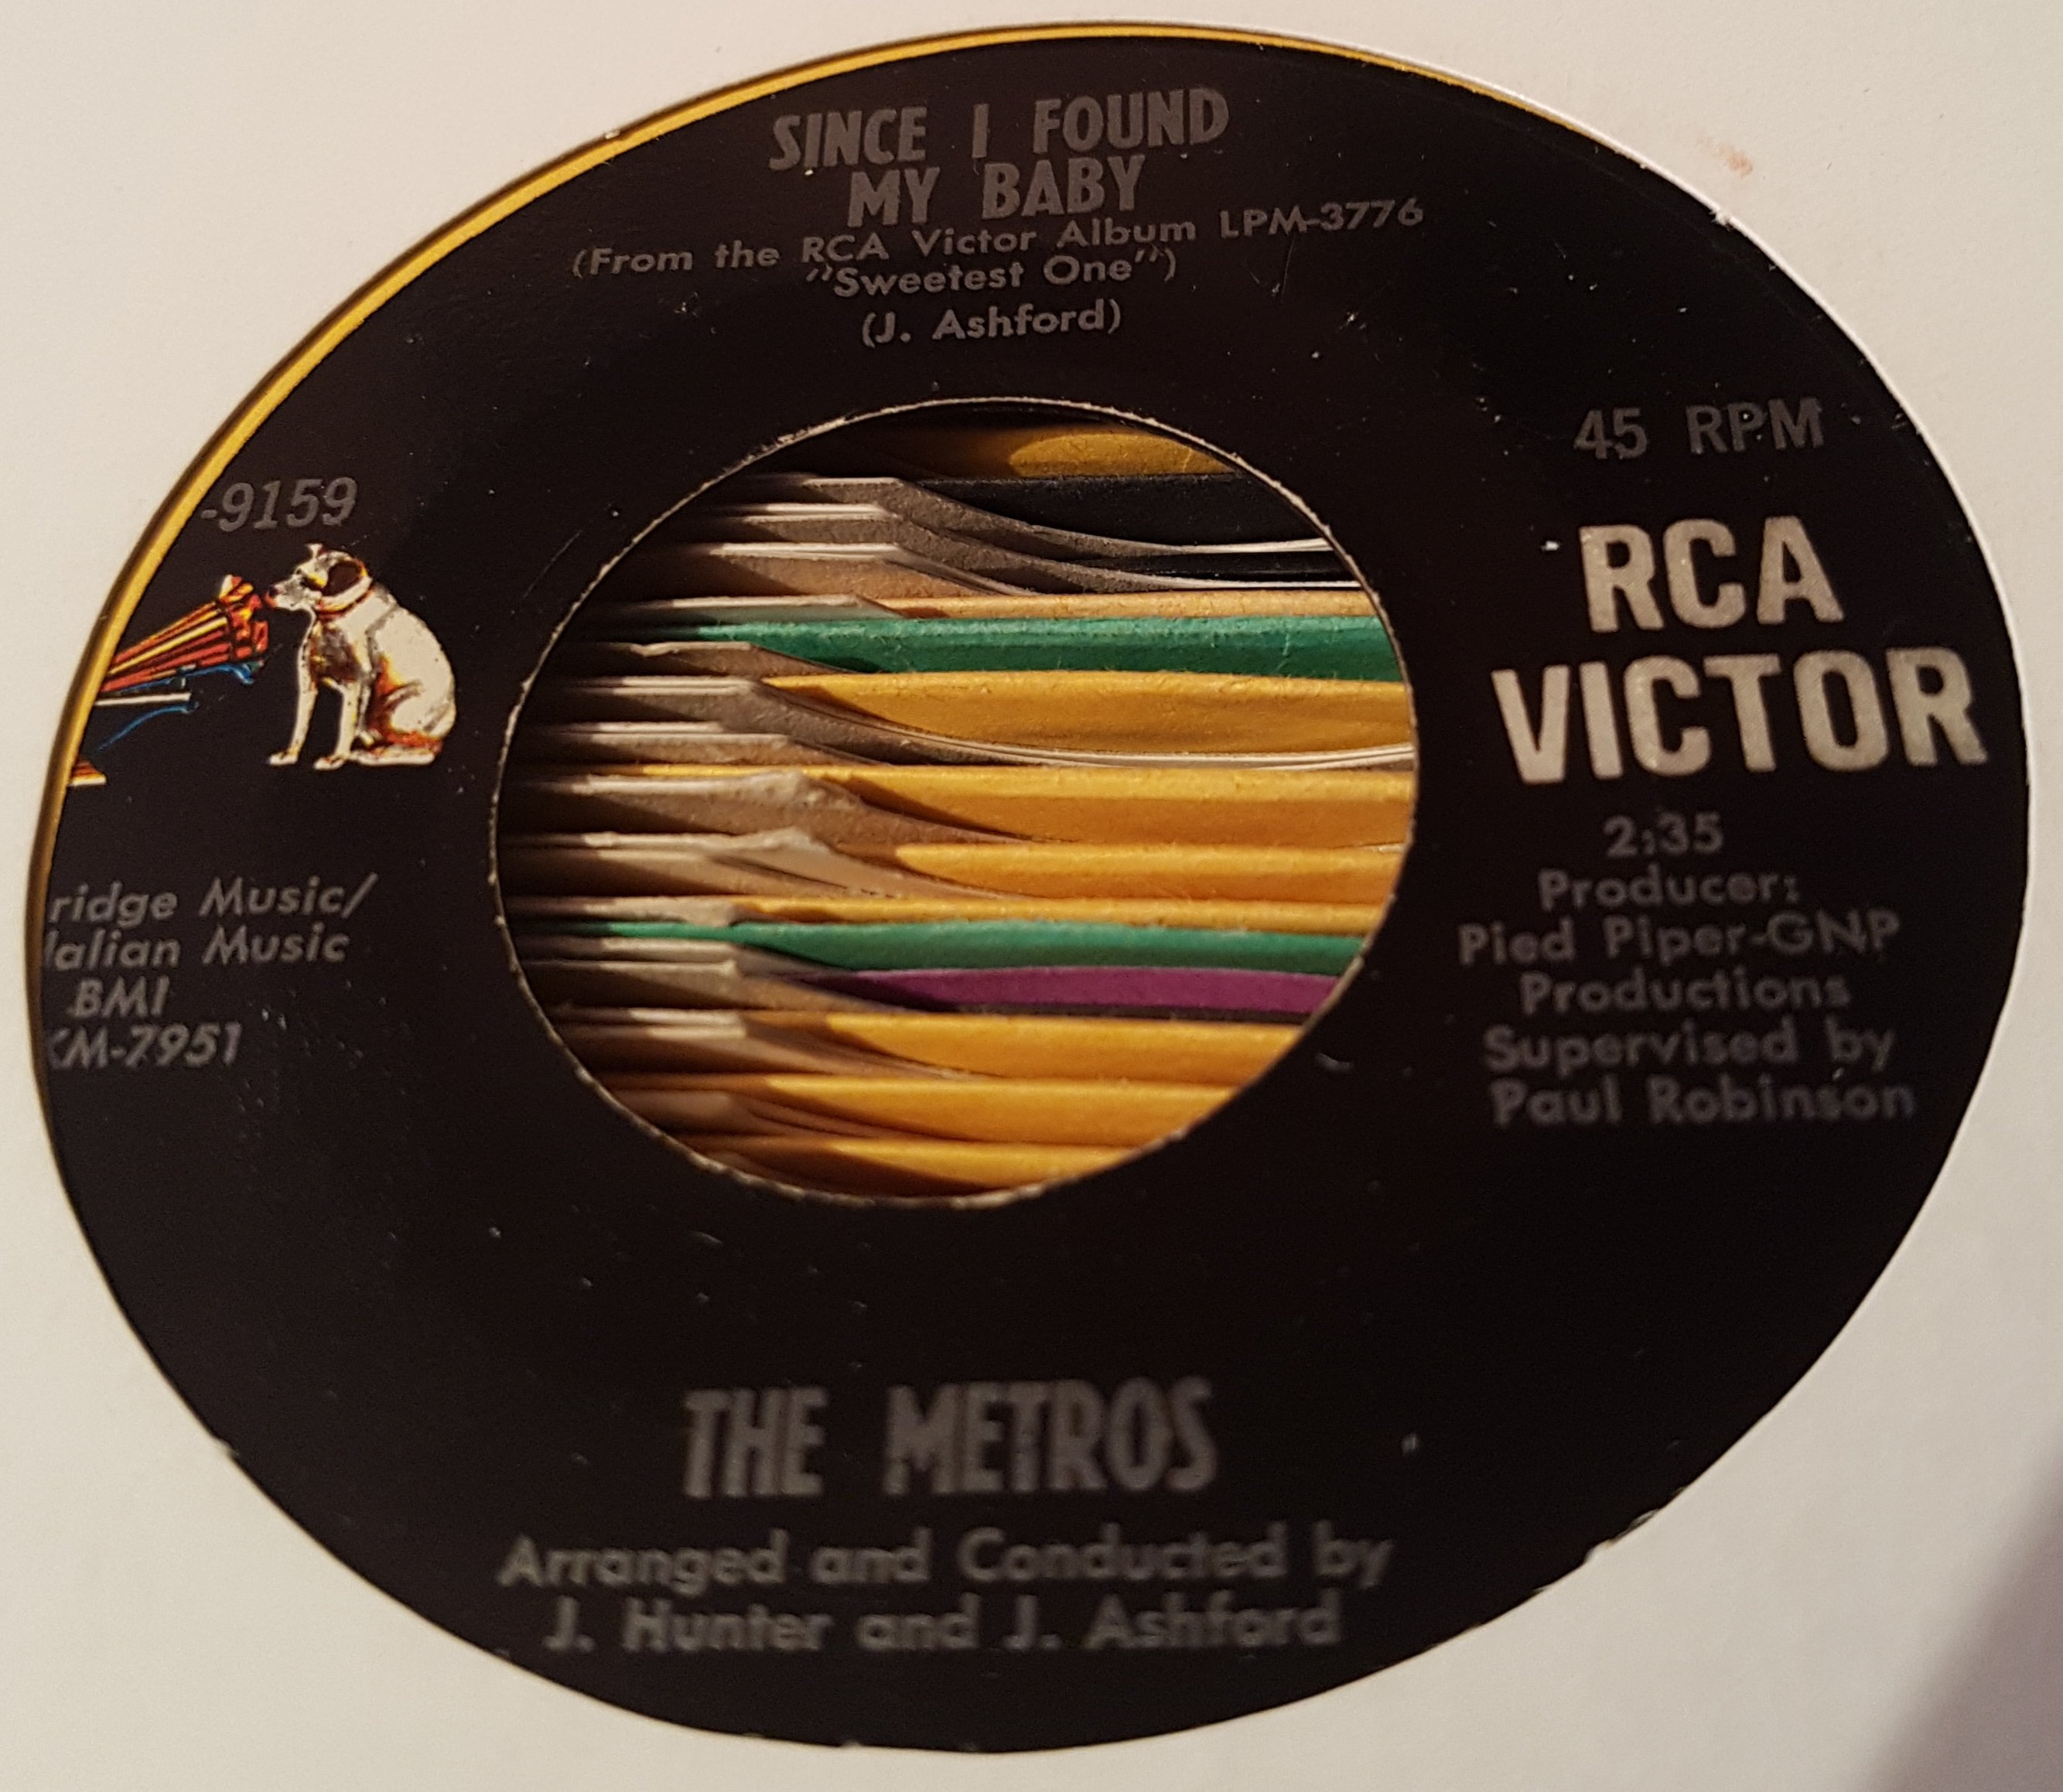 SINCE I FOUND
MY BABY
(From the RCA Victor Album LPM-3776
"Sweetest One")
(J. Ashford)
45 RPM
-9159
RCA
VICTOR
2:35
Producer:
Pied Piper-GNP
Productions
Supervised by
Paul Robinson
ridge Music/
alian Music
BMI
KM-7951
THE METROS
Arranged and Conducted by
J. Hunter and J. Ashford